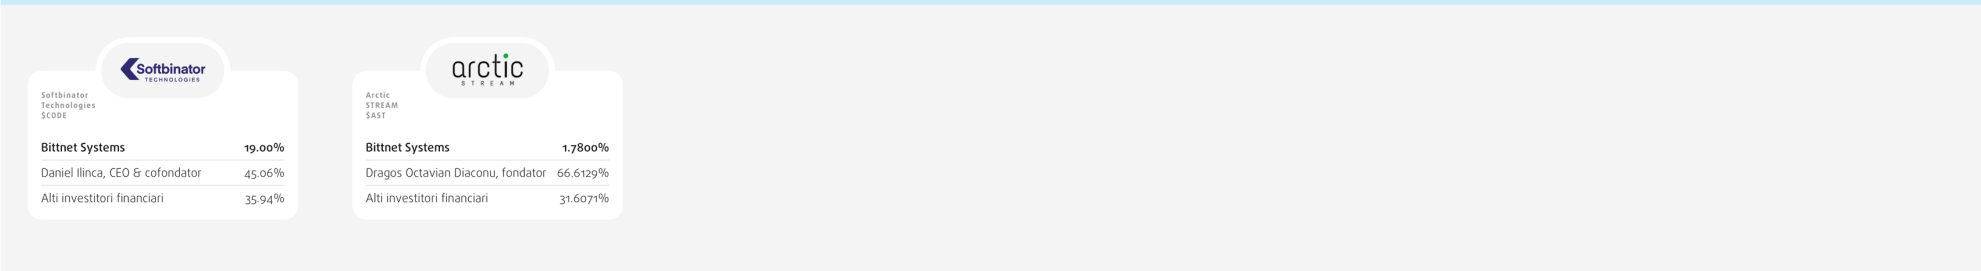 Softbinator
TECHNOLOGIES
Softbinator
Technologies
$CODE
Bittnet Systems 19.00%
Daniel Ilinca, CEO & cofondator 45.06%
Alti investitori financiari 35.94%
arctic
STREAM
Arctic
STREAM
$AST
Bittnet Systems 1.7800%
Dragos Octavian Diaconu, fondator 66.6129%
Alti investitori financiari 31.6071%